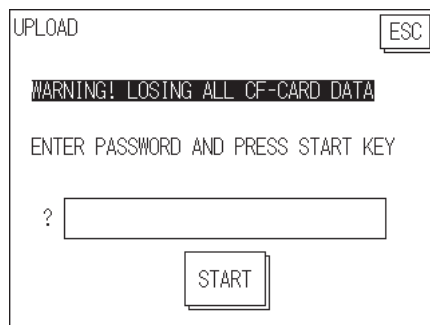 UPLOAD
ESC
WARNING! LOSING ALL CF-CARD DATA
ENTER PASSWORD AND PRESS START KEY
?
START